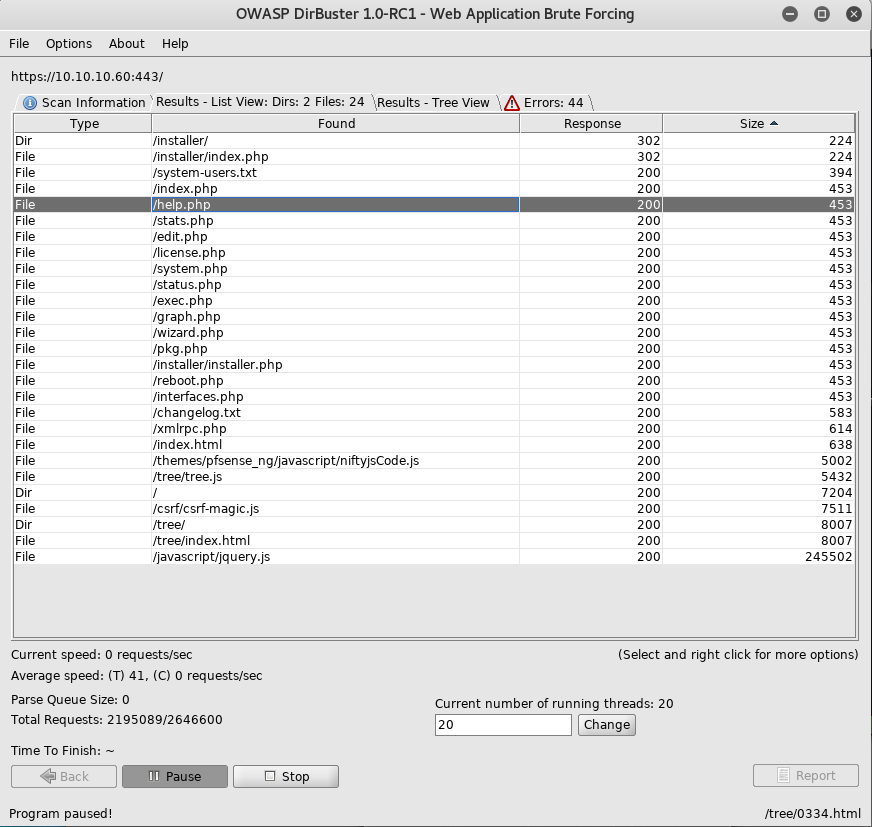 OWASP DirBuster 1.0-RC1 - Web Application Brute Forcing
File Options About Help
https://10.10.10.60:443/
Scan Information Results - List View: Dirs: 2 Files: 24 Results - Tree View Errors: 44
Type Found Response Size
Dir /installer/ 302 224
File /installer/index.php 302 224
File /system-users.txt 200 394
File /index.php 200 453
File /help.php 200 453
File /stats.php 200 453
File /edit.php 200 453
File /license.php 200 453
File /system.php 200 453
File /status.php 200 453
File /exec.php 200 453
File /graph.php 200 453
File /wizard.php 200 453
File /pkg.php 200 453
File /installer/installer.php 200 453
File /reboot.php 200 453
File /interfaces.php 200 453
File /changelog.txt 200 583
File /xmlrpc.php 200 614
File /index.html 200 638
File /themes/pfsense_ng/javascript/niftyjsCode.js 200 5002
File /tree/tree.js 200 5432
Dir / 200 7204
File /csrf/csrf-magic.js 200 7511
Dir /tree/ 200 8007
File /tree/index.html 200 8007
File /javascript/jquery.js 200 245502
Current speed: 0 requests/sec (Select and right click for more options)
Average speed: (T) 41, (C) 0 requests/sec
Parse Queue Size: 0
Current number of running threads: 20
Total Requests: 2195089/2646600
20 Change
Time To Finish: ~
Back Pause Stop Report
Program paused! /tree/0334.html